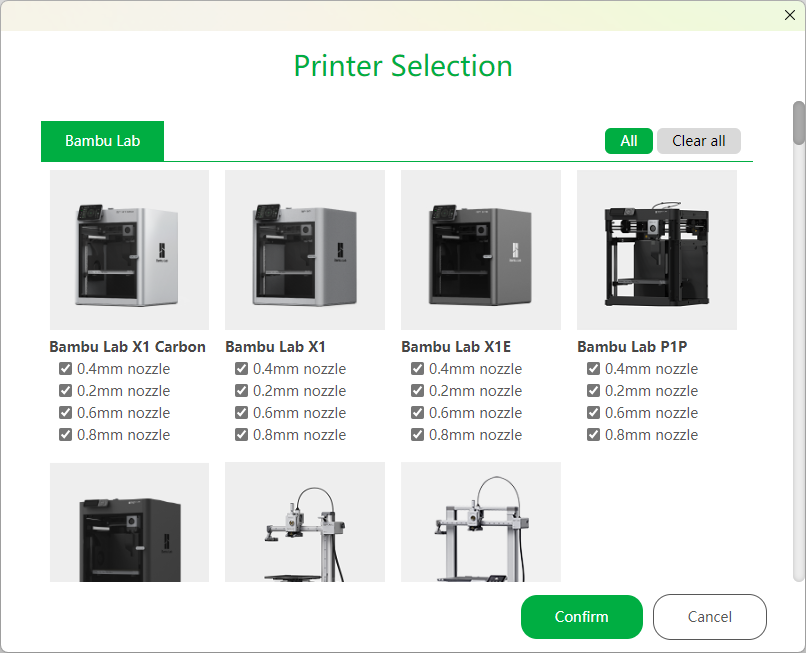 Printer Selection
Bambu Lab
All
Clear all
Bambu Lab X1 Carbon
0.4mm nozzle
0.2mm nozzle
0.6mm nozzle
0.8mm nozzle
Bambu Lab X1
0.4mm nozzle
0.2mm nozzle
0.6mm nozzle
0.8mm nozzle
Bambu Lab X1E
0.4mm nozzle
0.2mm nozzle
0.6mm nozzle
0.8mm nozzle
Bambu Lab P1P
0.4mm nozzle
0.2mm nozzle
0.6mm nozzle
0.8mm nozzle
Confirm
Cancel